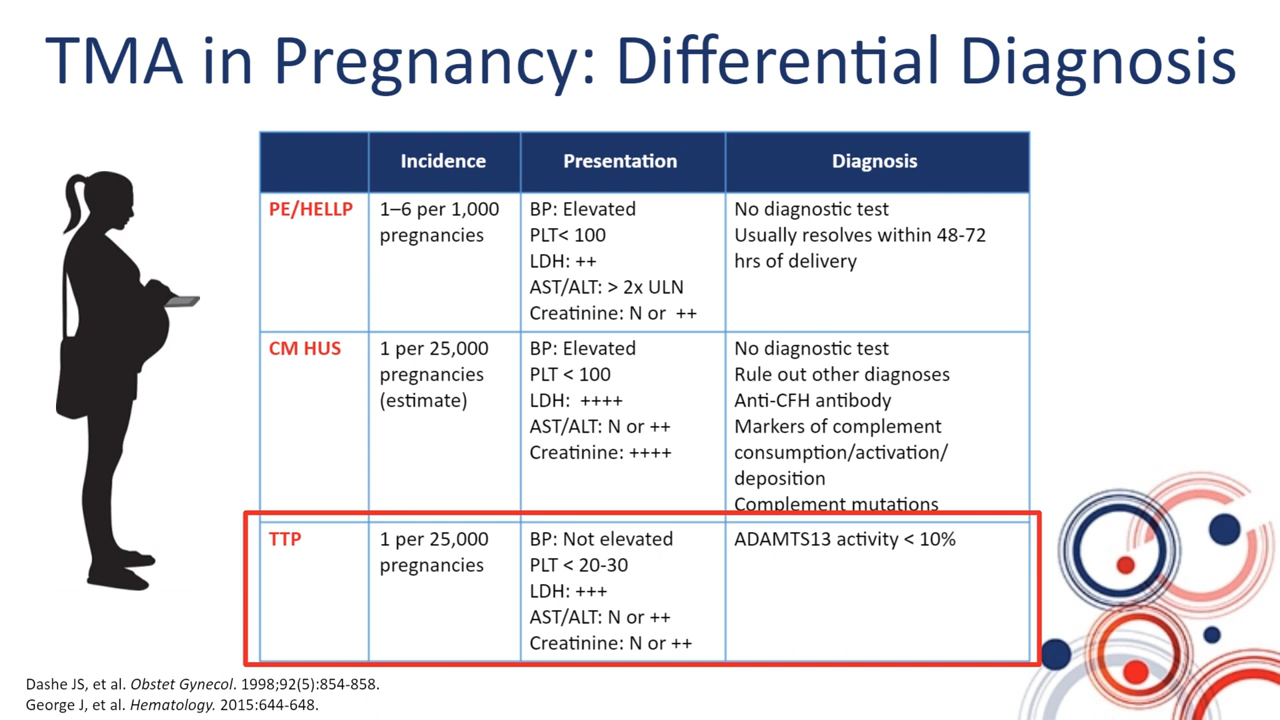 TMA in Pregnancy: Differential Diagnosis
Incidence
Presentation
Diagnosis
PE/HELLP
1–6 per 1,000
pregnancies
BP: Elevated
PLT< 100
LDH: ++
AST/ALT: > 2x ULN
Creatinine: N or ++
No diagnostic test
Usually resolves within 48-72
hrs of delivery
CM HUS
1 per 25,000
pregnancies
(estimate)
BP: Elevated
PLT < 100
LDH: ++++
AST/ALT: N or ++
Creatinine: ++++
No diagnostic test
Rule out other diagnoses
Anti-CFH antibody
Markers of complement
consumption/activation/
deposition
Complement mutations
TTP
1 per 25,000
pregnancies
BP: Not elevated
PLT < 20-30
LDH: +++
AST/ALT: N or ++
Creatinine: N or ++
ADAMTS13 activity < 10%
Dashe JS, et al. Obstet Gynecol. 1998;92(5):854-858.
George J, et al. Hematology. 2015:644-648.